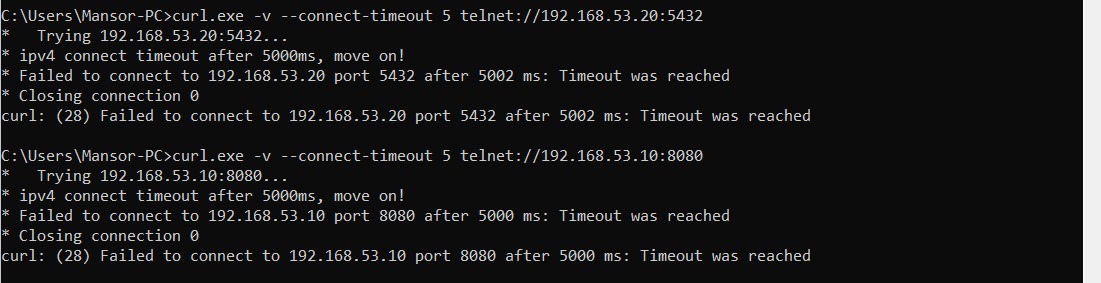 C:\Users\Mansor-PC>curl.exe -v --connect-timeout 5 telnet://192.168.53.20:5432
*   Trying 192.168.53.20:5432...
* ipv4 connect timeout after 5000ms, move on!
* Failed to connect to 192.168.53.20 port 5432 after 5002 ms: Timeout was reached
* Closing connection 0
curl: (28) Failed to connect to 192.168.53.20 port 5432 after 5002 ms: Timeout was reached

C:\Users\Mansor-PC>curl.exe -v --connect-timeout 5 telnet://192.168.53.10:8080
*   Trying 192.168.53.10:8080...
* ipv4 connect timeout after 5000ms, move on!
* Failed to connect to 192.168.53.10 port 8080 after 5000 ms: Timeout was reached
* Closing connection 0
curl: (28) Failed to connect to 192.168.53.10 port 8080 after 5000 ms: Timeout was reached